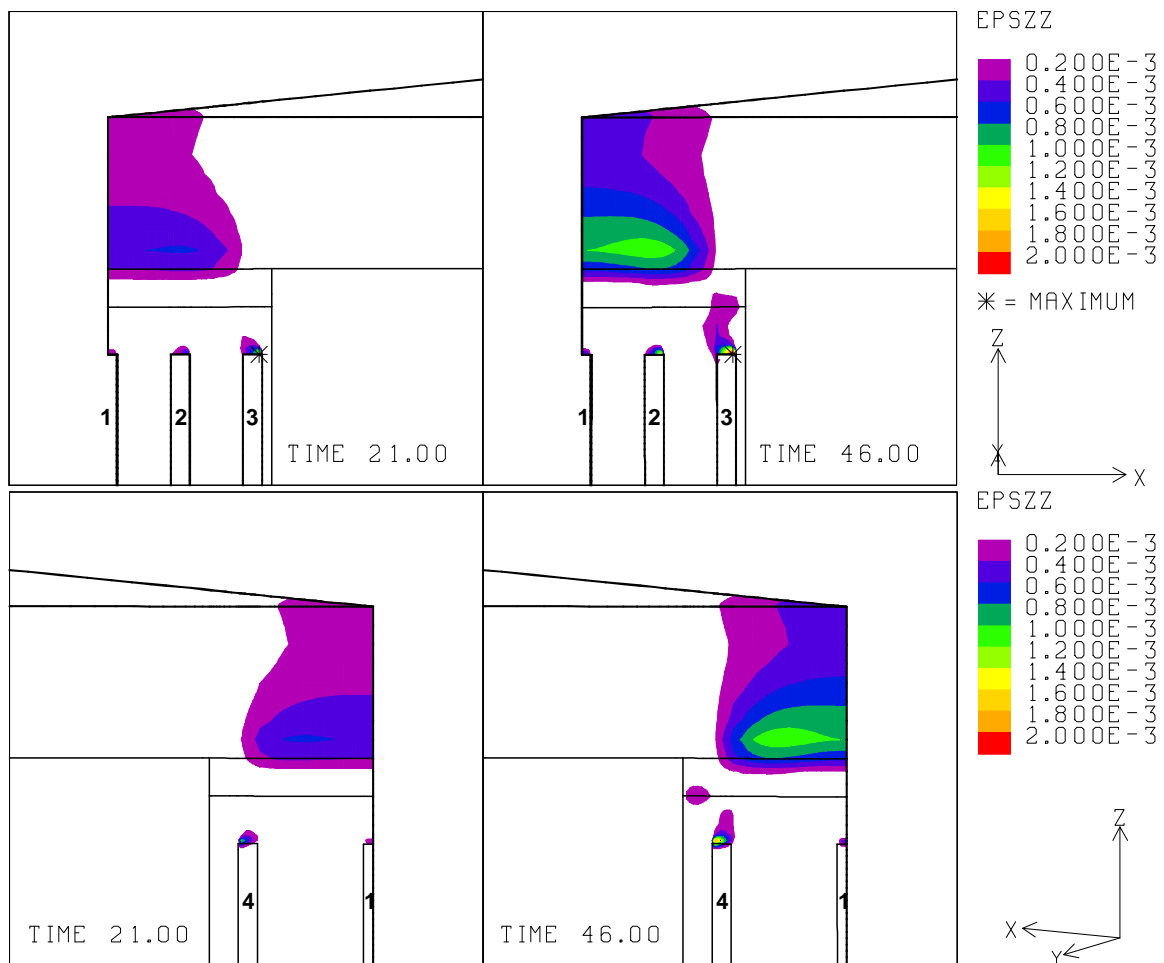 EPSZZ
0.200E-3
0.400E-3
0.600E-3
0.800E-3
1.000E-3
1.200E-3
1.400E-3
1.600E-3
1.800E-3
2.000E-3
= MAXIMUM
Z
X
X
1 2 3
TIME 21.00
1 2 3
TIME 46.00
EPSZZ
0.200E-3
0.400E-3
0.600E-3
0.800E-3
1.000E-3
1.200E-3
1.400E-3
1.600E-3
1.800E-3
2.000E-3
Z
X
Y
4 1
TIME 21.00
4 1
TIME 46.00